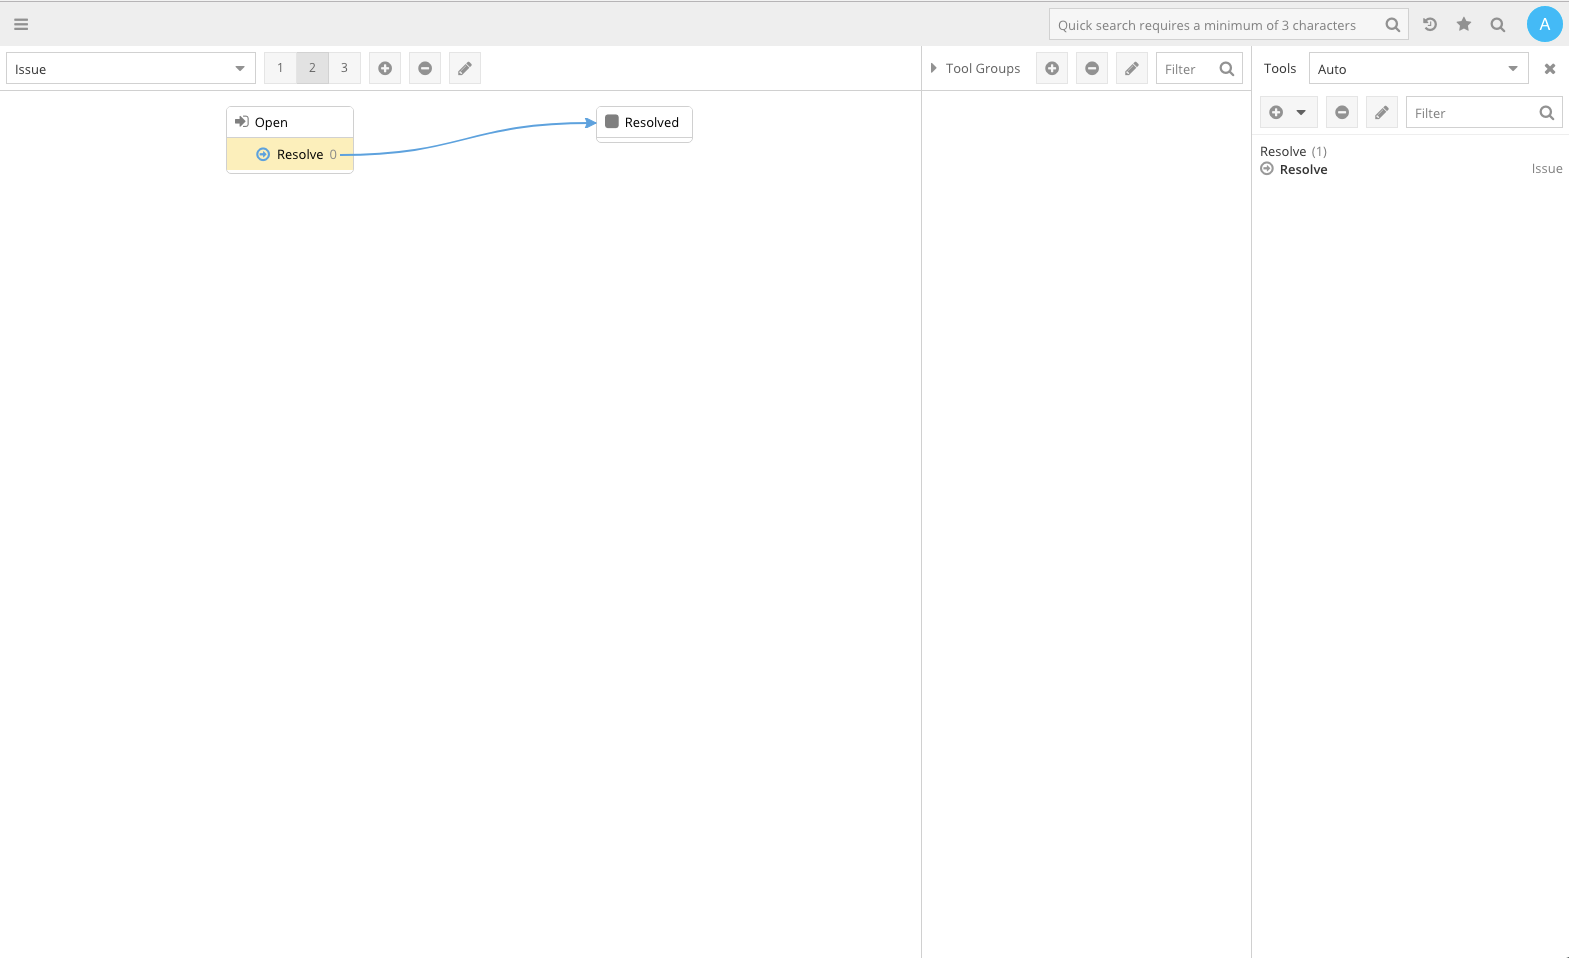 Quick search requires a minimum of 3 characters
A
Issue
1
2
3
Tool Groups
Filter
Tools
Auto
Filter
Open
Resolve 0
Resolved
Resolve (1)
Resolve
Issue